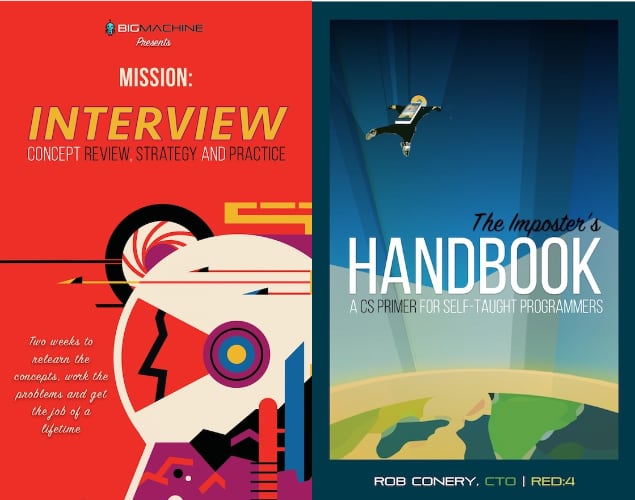 BIGMACHINE
Presents
MISSION:
INTERVIEW
CONCEPT REVIEW, STRATEGY AND PRACTICE
Two weeks to
relearn the
concepts, work the
problems and get
the job of a
lifetime
The Imposter's
HANDBOOK
A CS PRIMER FOR SELF-TAUGHT PROGRAMMERS
ROB CONERY, CTO | RED:4